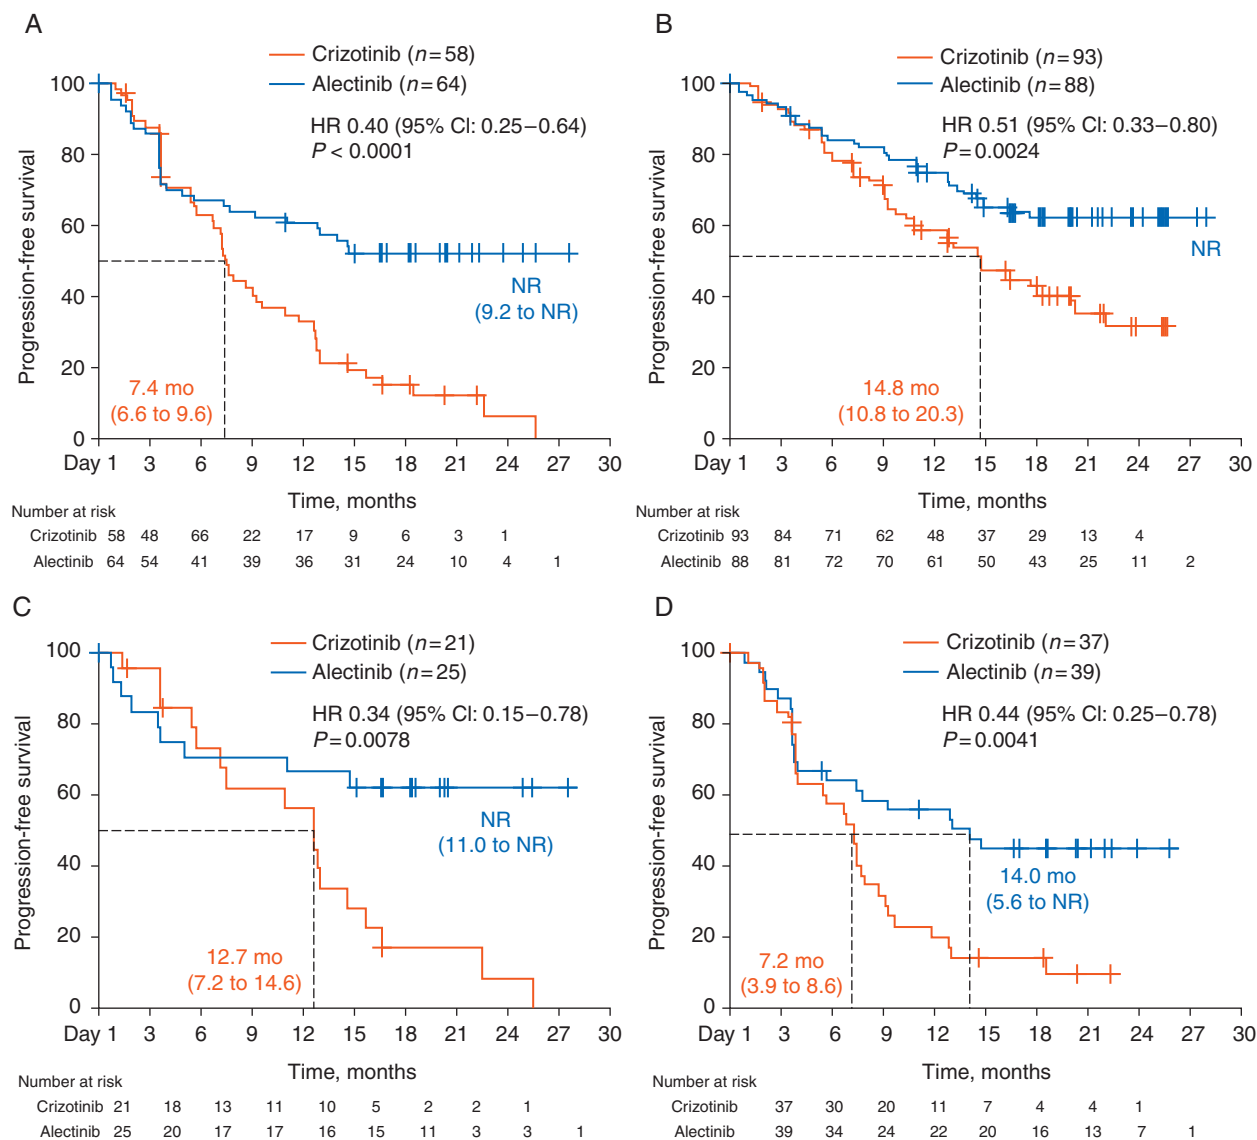 A
Crizotinib (n=58)
Alectinib (n=64)
HR 0.40 (95% CI: 0.25–0.64)
P < 0.0001
Progression-free survival
100
80
60
40
20
0
NR
(9.2 to NR)
7.4 mo
(6.6 to 9.6)
Day 1 3 6 9 12 15 18 21 24 27 30
Time, months
Number at risk
Crizotinib 58 48 66 22 17 9 6 3 1
Alectinib 64 54 41 39 36 31 24 10 4 1
B
Crizotinib (n=93)
Alectinib (n=88)
HR 0.51 (95% CI: 0.33–0.80)
P=0.0024
Progression-free survival
100
80
60
40
20
0
NR
14.8 mo
(10.8 to 20.3)
Day 1 3 6 9 12 15 18 21 24 27 30
Time, months
Number at risk
Crizotinib 93 84 71 62 48 37 29 13 4
Alectinib 88 81 72 70 61 50 43 25 11 2
C
Crizotinib (n=21)
Alectinib (n=25)
HR 0.34 (95% CI: 0.15–0.78)
P=0.0078
Progression-free survival
100
80
60
40
20
0
NR
(11.0 to NR)
12.7 mo
(7.2 to 14.6)
Day 1 3 6 9 12 15 18 21 24 27 30
Time, months
Number at risk
Crizotinib 21 18 13 11 10 5 2 2 1
Alectinib 25 20 17 17 16 15 11 3 3 1
D
Crizotinib (n=37)
Alectinib (n=39)
HR 0.44 (95% CI: 0.25–0.78)
P=0.0041
Progression-free survival
100
80
60
40
20
0
14.0 mo
(5.6 to NR)
7.2 mo
(3.9 to 8.6)
Day 1 3 6 9 12 15 18 21 24 27 30
Time, months
Number at risk
Crizotinib 37 30 20 11 7 4 4 1
Alectinib 39 34 24 22 20 16 13 7 1